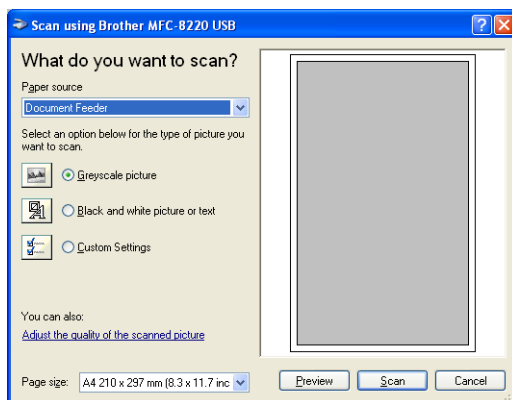 Scan using Brother MFC-8220 USB
What do you want to scan?
Paper source
Document Feeder
Select an option below for the type of picture you
want to scan.
Greyscale picture
Black and white picture or text
Custom Settings
You can also:
Adjust the quality of the scanned picture
Page size: A4 210 x 297 mm (8.3 x 11.7 inc
Preview Scan Cancel